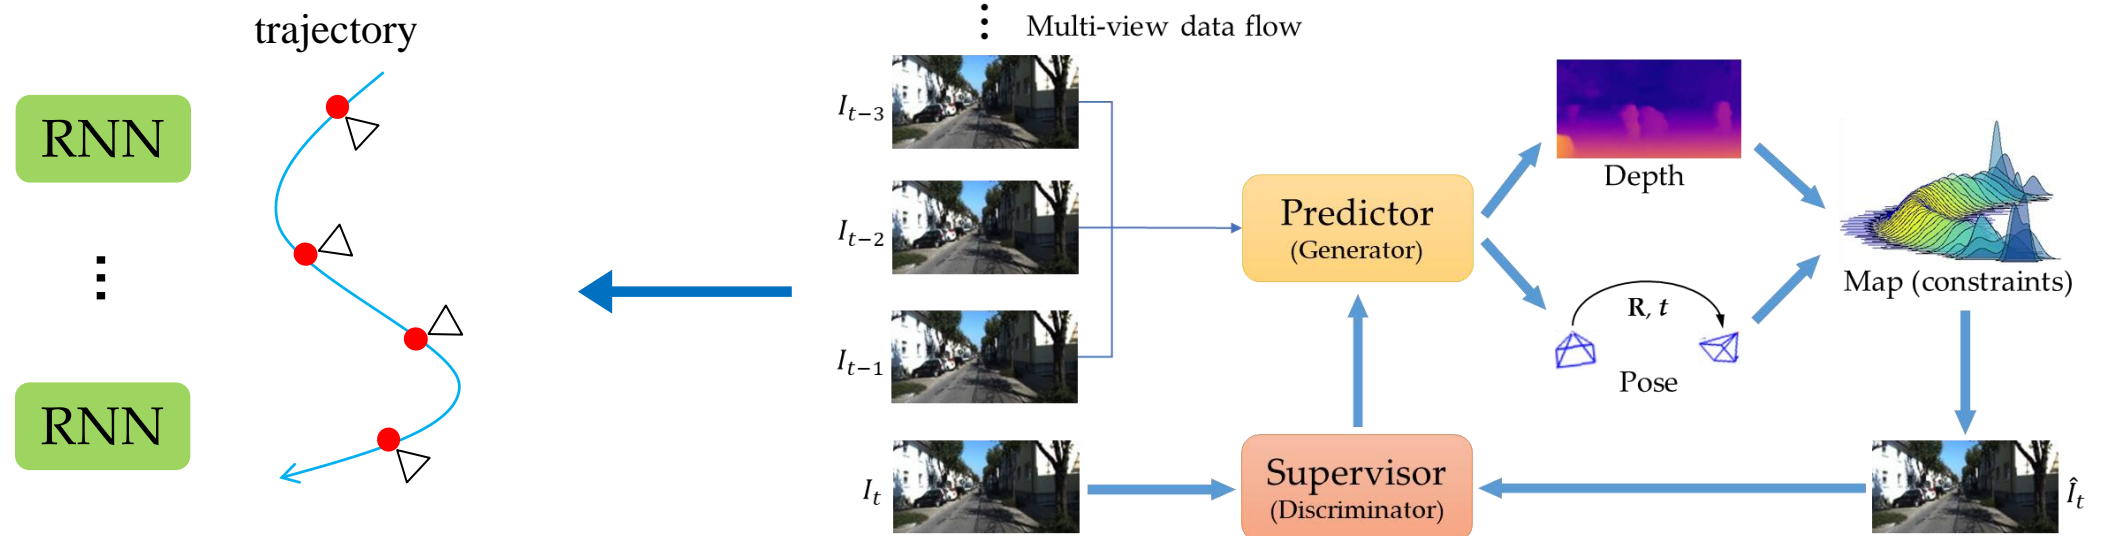 trajectory
RNN
⋮
RNN
⋮ Multi-view data flow
I_{t−3}
I_{t−2}
I_{t−1}
I_t
Predictor
(Generator)
Supervisor
(Discriminator)
Depth
R, t
Pose
Map (constraints)
Î_t